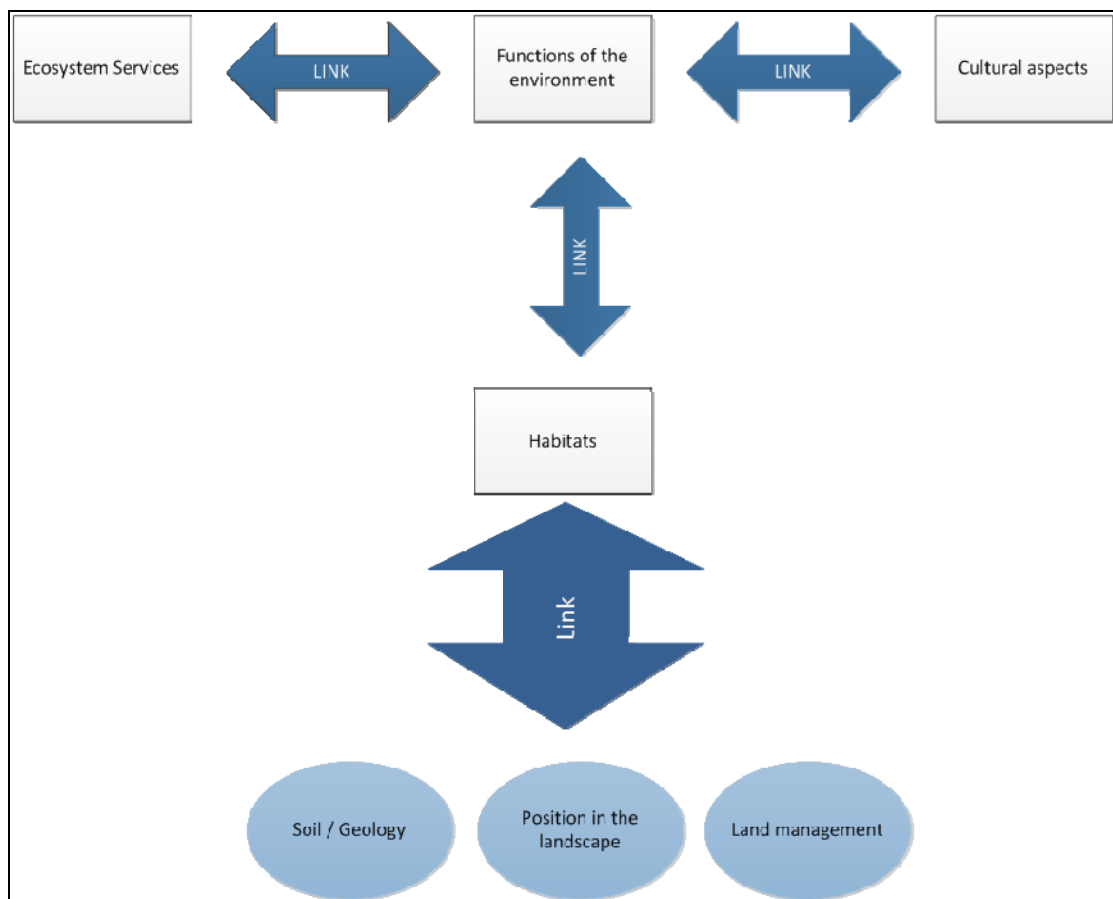 Ecosystem Services
LINK
Functions of the
environment
LINK
Cultural aspects
LINK
Habitats
Link
Soil / Geology
Position in the
landscape
Land management